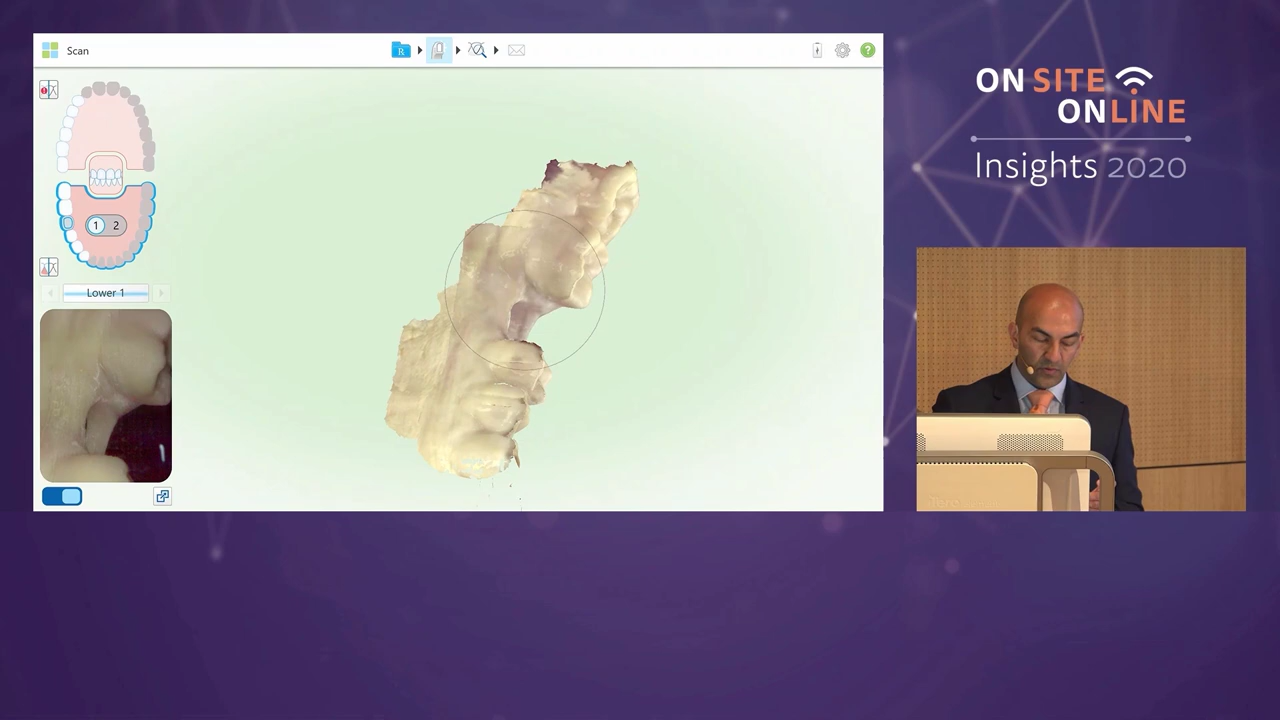 Scan
R
?
1 2
Lower 1
ON SITE
ONLINE
Insights 2020